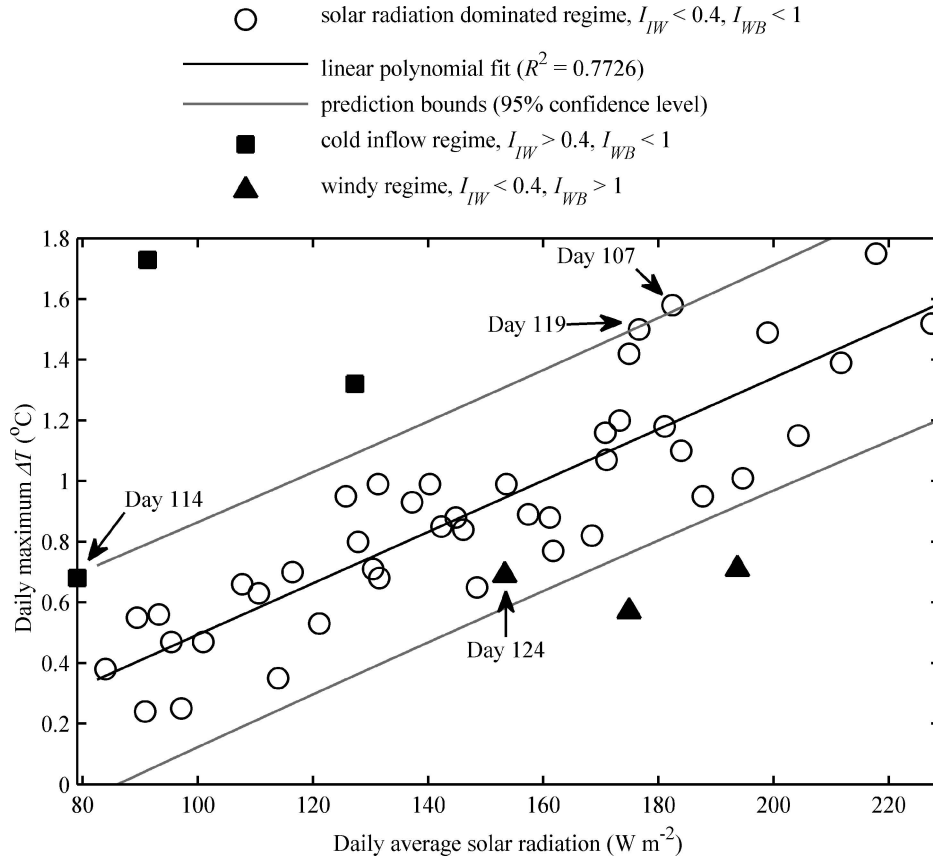 solar radiation dominated regime, I_IW < 0.4, I_WB < 1
linear polynomial fit (R² = 0.7726)
prediction bounds (95% confidence level)
cold inflow regime, I_IW > 0.4, I_WB < 1
windy regime, I_IW < 0.4, I_WB > 1
1.8
1.6
1.4
1.2
1
0.8
0.6
0.4
0.2
0
Daily maximum ΔT (°C)
Day 107
Day 119
Day 114
Day 124
80 100 120 140 160 180 200 220
Daily average solar radiation (W m⁻²)